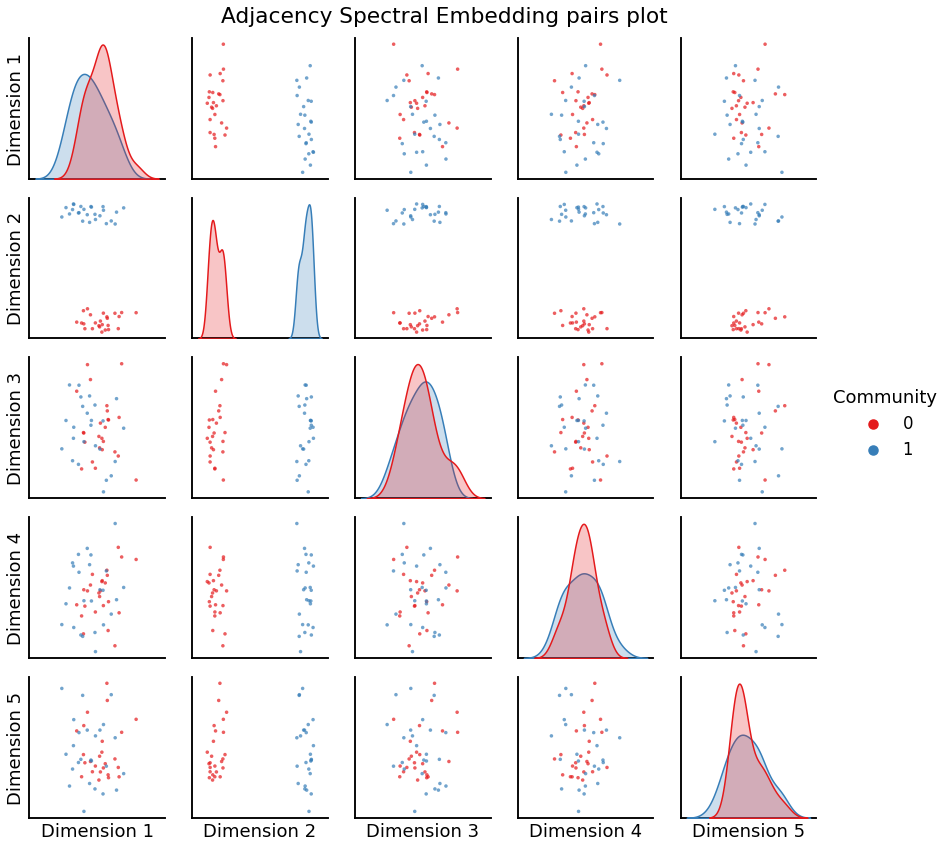 Adjacency Spectral Embedding pairs plot
Dimension 1
Dimension 2
Dimension 3
Dimension 4
Dimension 5
Community
0
1
Dimension 1
Dimension 2
Dimension 3
Dimension 4
Dimension 5